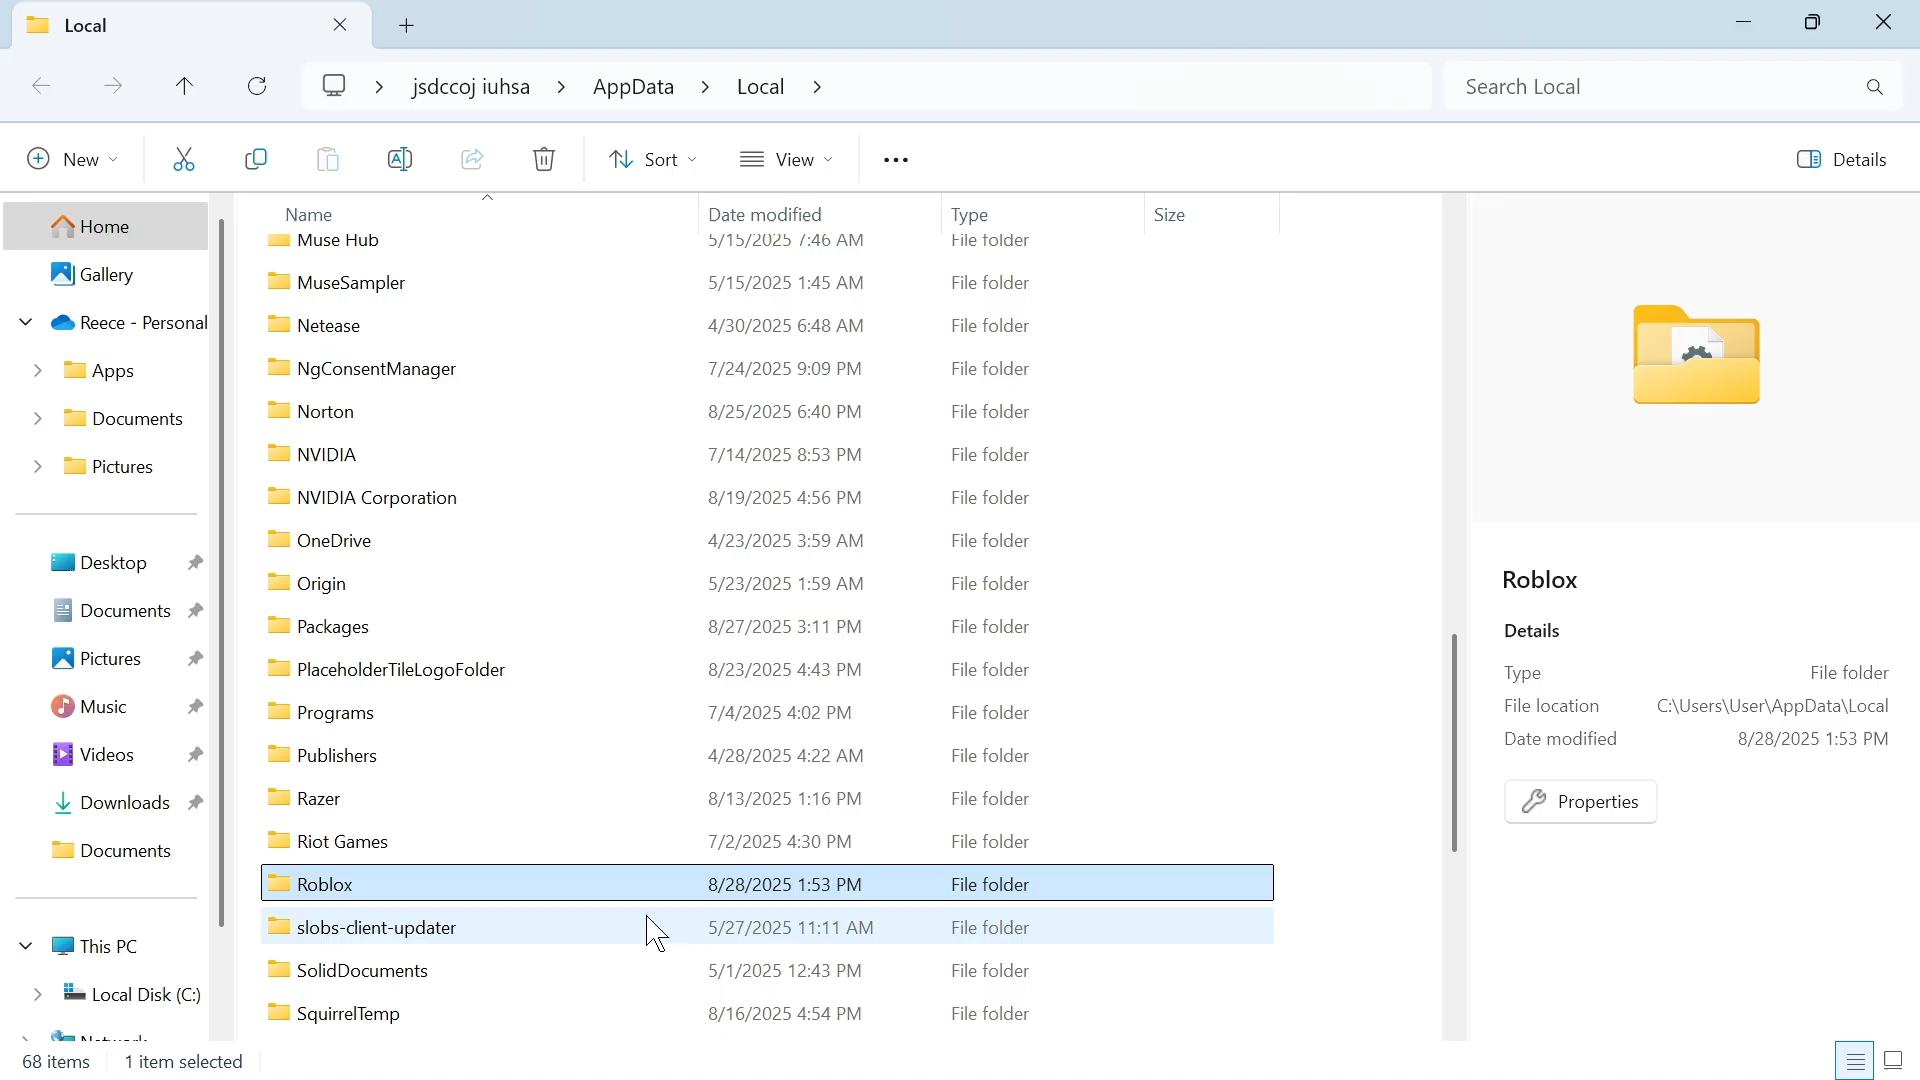 Local
jsdccoj iuhsa > AppData > Local >
Search Local
New
Sort
View
Details
Home
Gallery
Reece - Personal
Apps
Documents
Pictures
Desktop
Documents
Pictures
Music
Videos
Downloads
Documents
This PC
Local Disk (C:)
Network
Name Date modified Type Size
Muse Hub 5/15/2025 7:46 AM File folder
MuseSampler 5/15/2025 1:45 AM File folder
Netease 4/30/2025 6:48 AM File folder
NgConsentManager 7/24/2025 9:09 PM File folder
Norton 8/25/2025 6:40 PM File folder
NVIDIA 7/14/2025 8:53 PM File folder
NVIDIA Corporation 8/19/2025 4:56 PM File folder
OneDrive 4/23/2025 3:59 AM File folder
Origin 5/23/2025 1:59 AM File folder
Packages 8/27/2025 3:11 PM File folder
PlaceholderTileLogoFolder 8/23/2025 4:43 PM File folder
Programs 7/4/2025 4:02 PM File folder
Publishers 4/28/2025 4:22 AM File folder
Razer 8/13/2025 1:16 PM File folder
Riot Games 7/2/2025 4:30 PM File folder
Roblox 8/28/2025 1:53 PM File folder
slobs-client-updater 5/27/2025 11:11 AM File folder
SolidDocuments 5/1/2025 12:43 PM File folder
SquirrelTemp 8/16/2025 4:54 PM File folder
Roblox
Details
Type File folder
File location C:\Users\User\AppData\Local
Date modified 8/28/2025 1:53 PM
Properties
68 items 1 item selected